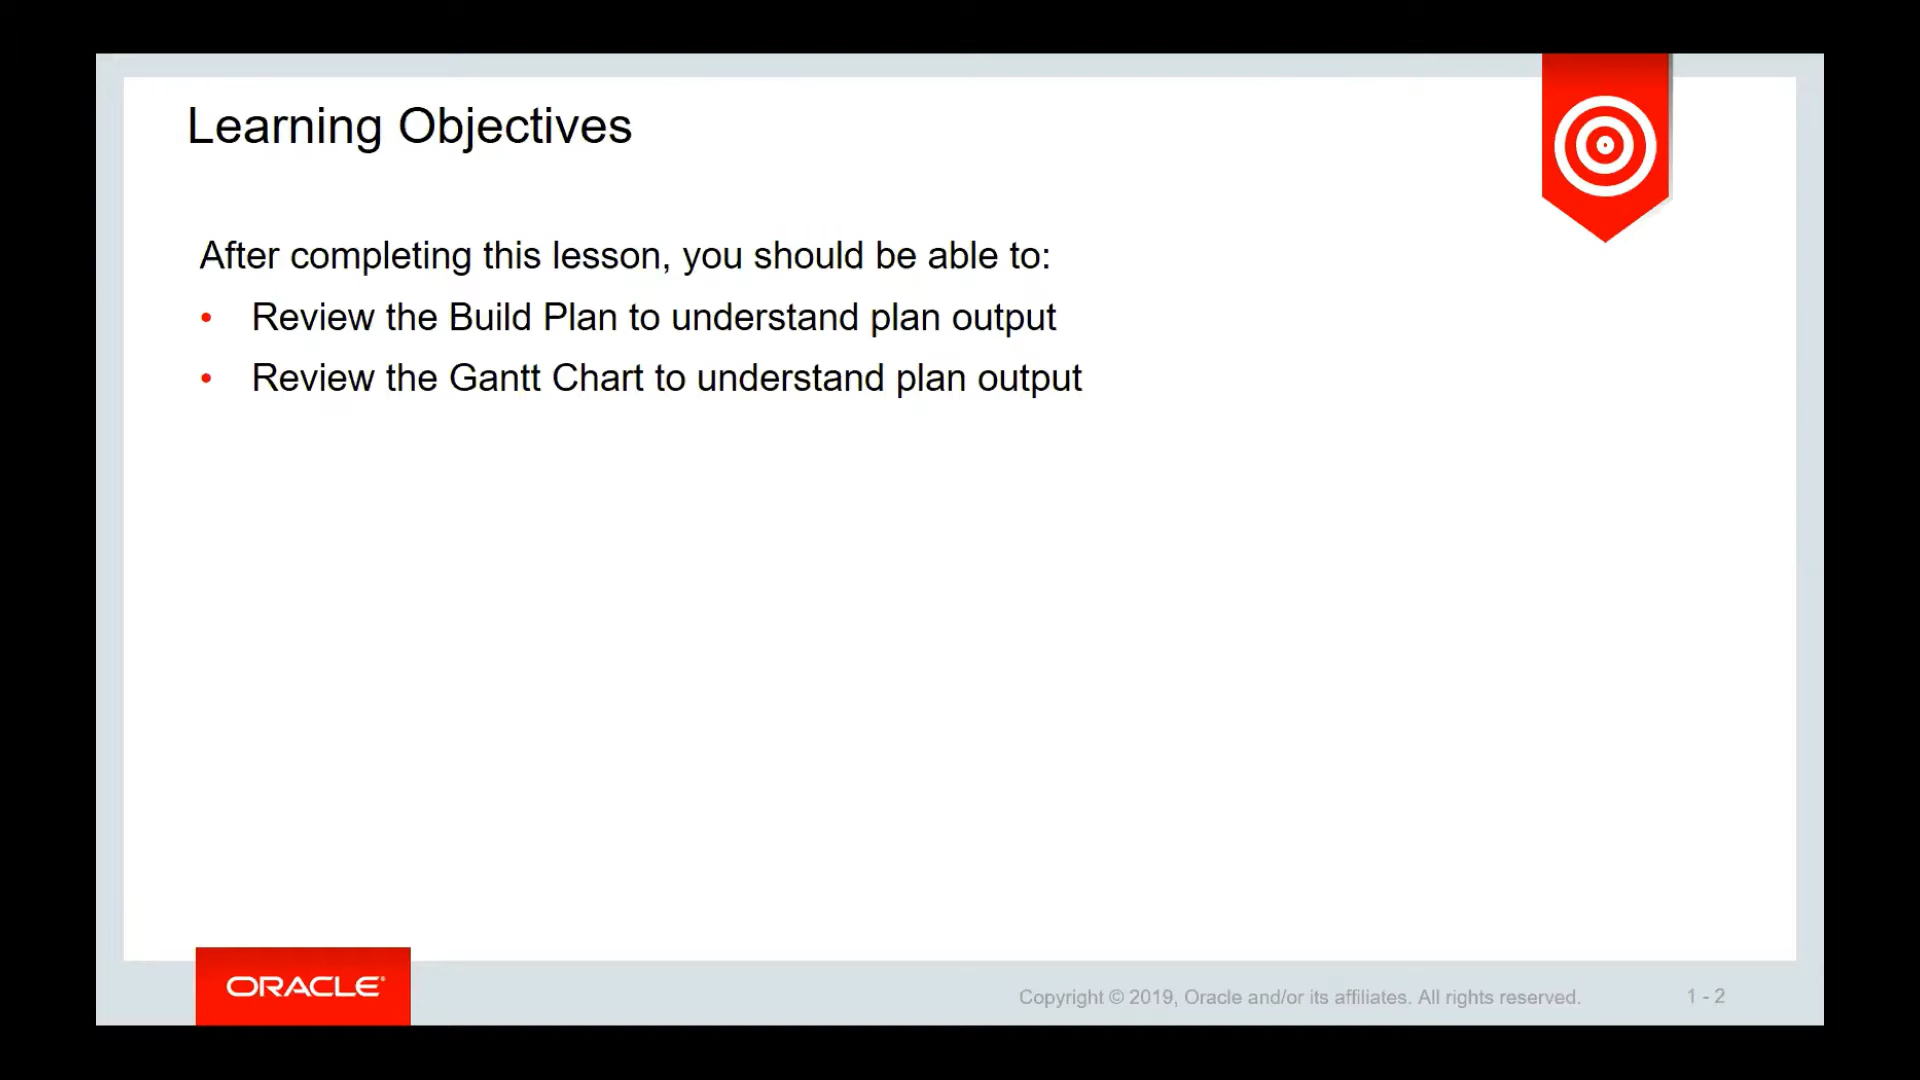 Learning Objectives
After completing this lesson, you should be able to:
• Review the Build Plan to understand plan output
• Review the Gantt Chart to understand plan output
ORACLE®
Copyright © 2019, Oracle and/or its affiliates. All rights reserved.
1 - 2